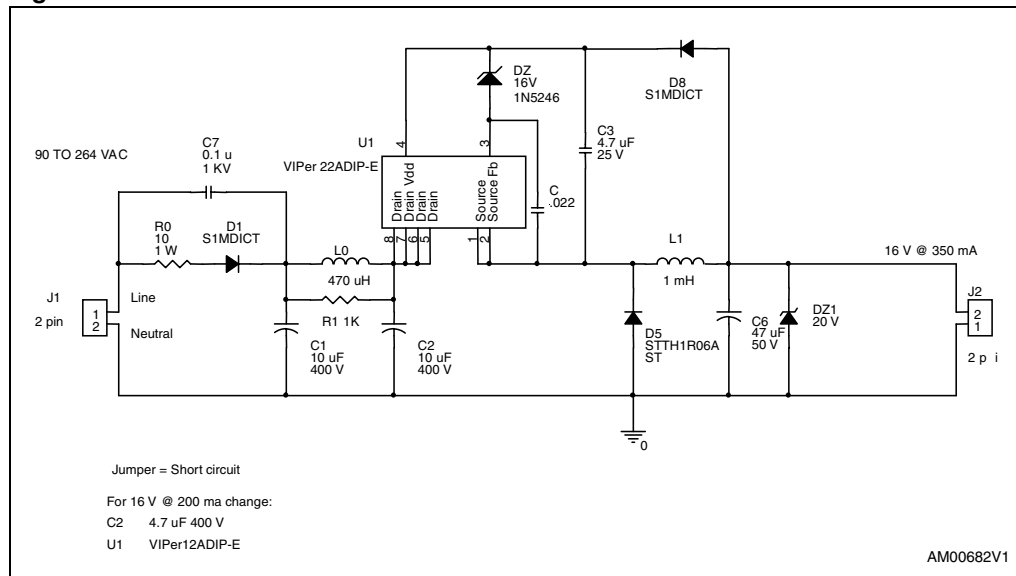 DZ
16V
1N5246
D8
S1MDICT
U1
4
3
C3
4.7 uF
25 V
C7
0.1 u
1 KV
90 TO 264 VAC
VIPer 22ADIP-E
Drain
Drain Vdd
Drain
Drain
Source
Source Fb
C
.022
8
7
6
5
1
2
R0
10
1 W
D1
S1MDICT
L0
470 uH
L1
1 mH
16 V @ 350 mA
J1
2 pin
1
2
Line
Neutral
R1 1K
C1
10 uF
400 V
C2
10 uF
400 V
D5
STTH1R06A
ST
C6
47 uF
50 V
DZ1
20 V
J2
2
1
2 p i
0
Jumper = Short circuit
For 16 V @ 200 ma change:
C2 4.7 uF 400 V
U1 VIPer12ADIP-E
AM00682V1